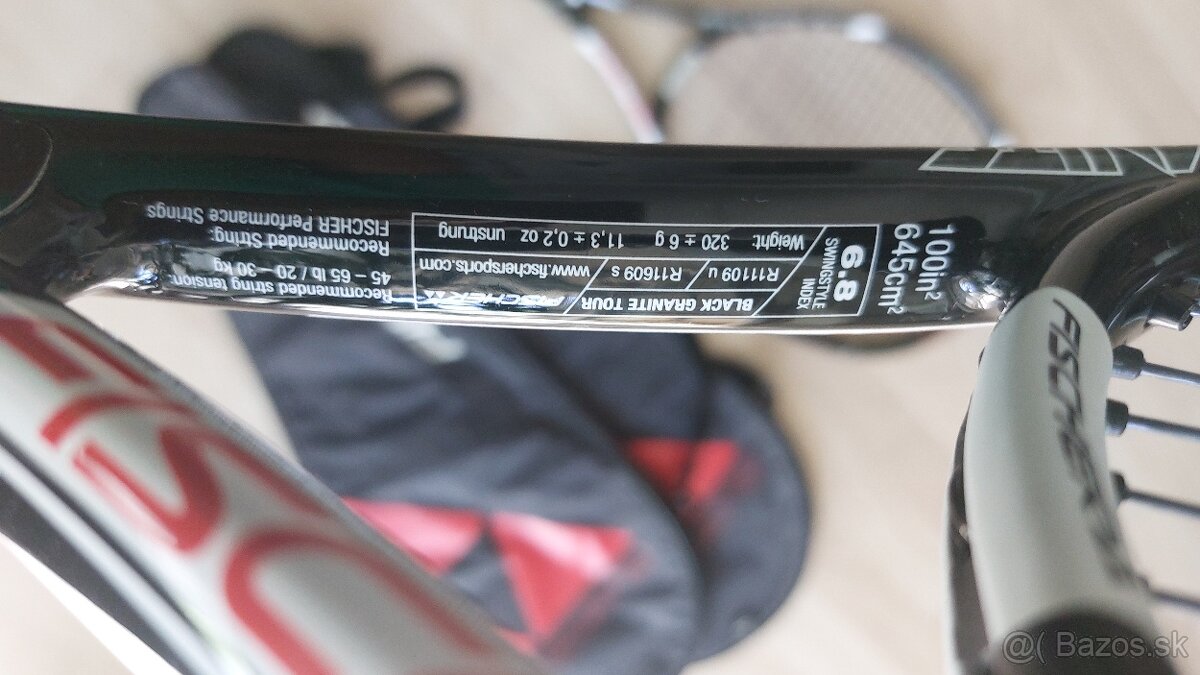 100in²
645cm²
6.8
SWINGSTYLE
INDEX
BLACK GRANITE TOUR
FISCHER
R11109 u
R11609 s
www.fischersports.com
Weight: 320 ± 6 g 11,3 ± 0,2 oz unstrung
Recommended string tension:
45 – 65 lb / 20 – 30 kg
Recommended String:
FISCHER Performance Strings
FISCHER
@( Bazos.sk